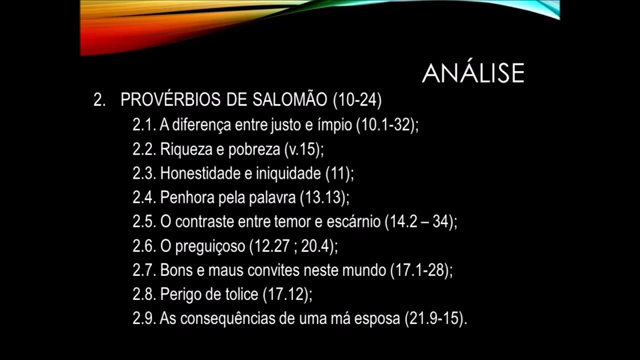 ANÁLISE
2. PROVÉRBIOS DE SALOMÃO (10-24)
2.1. A diferença entre justo e ímpio (10.1-32);
2.2. Riqueza e pobreza (v.15);
2.3. Honestidade e iniquidade (11);
2.4. Penhora pela palavra (13.13);
2.5. O contraste entre temor e escárnio (14.2 – 34);
2.6. O preguiçoso (12.27 ; 20.4);
2.7. Bons e maus convites neste mundo (17.1-28);
2.8. Perigo de tolice (17.12);
2.9. As consequências de uma má esposa (21.9-15).